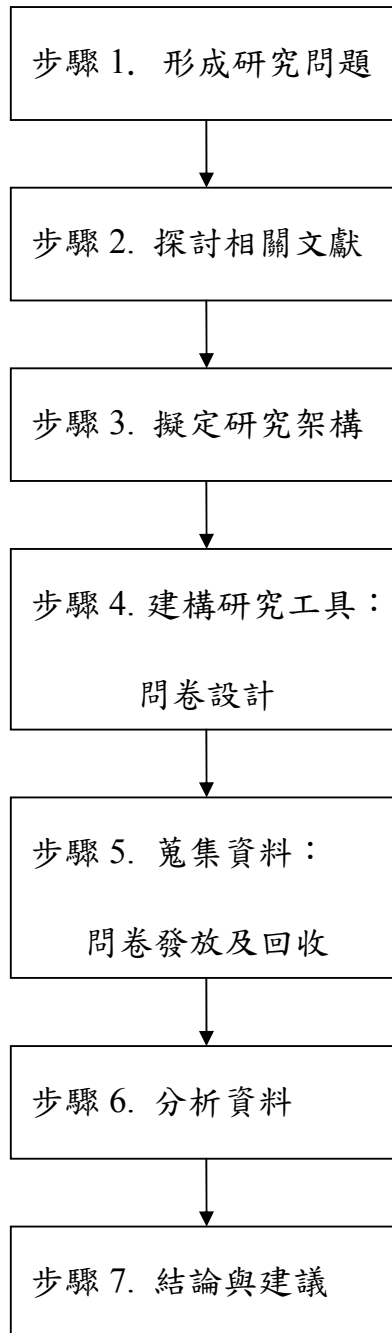 步驟 1. 形成研究問題
步驟 2. 探討相關文獻
步驟 3. 擬定研究架構
步驟 4. 建構研究工具：
問卷設計
步驟 5. 蒐集資料：
問卷發放及回收
步驟 6. 分析資料
步驟 7. 結論與建議